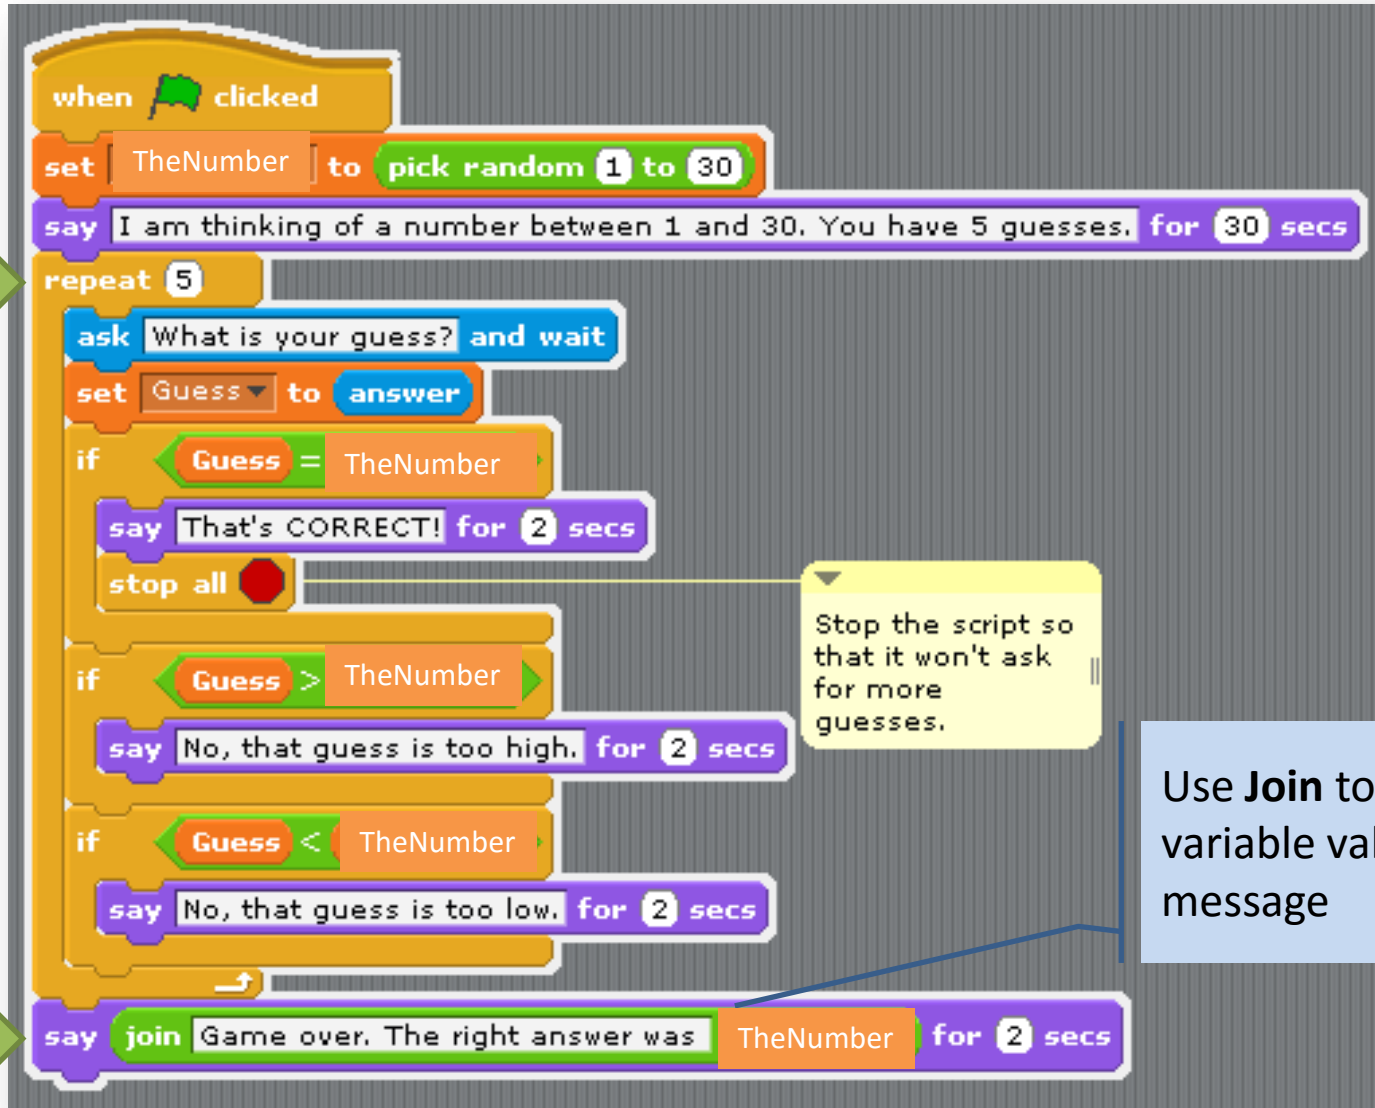 when clicked
set TheNumber to pick random 1 to 30
say I am thinking of a number between 1 and 30. You have 5 guesses. for 30 secs
repeat 5
ask What is your guess? and wait
set Guess to answer
if Guess = TheNumber
say That's CORRECT! for 2 secs
stop all
Stop the script so
that it won't ask
for more
guesses.
if Guess > TheNumber
say No, that guess is too high. for 2 secs
if Guess < TheNumber
say No, that guess is too low. for 2 secs
Use Join to
variable
message
say join Game over. The right answer was TheNumber for 2 secs